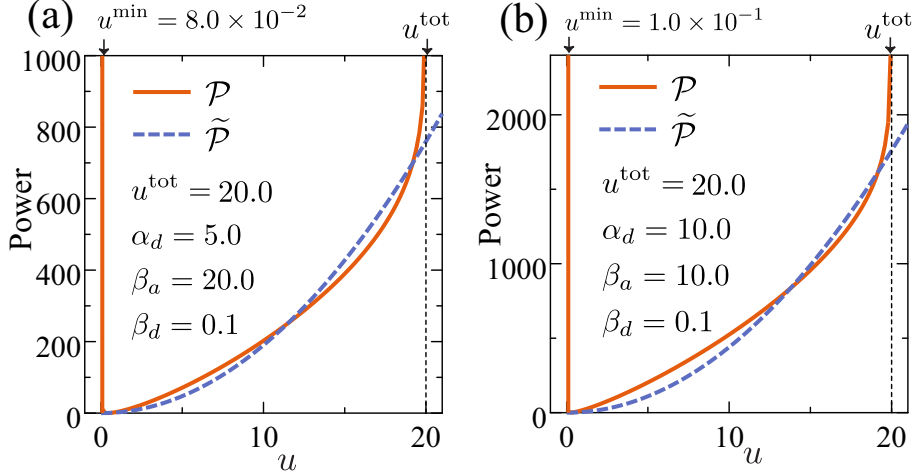 (a)
u^min = 8.0 × 10^-2
u^tot
1000
800
600
400
200
0
Power
𝒫
𝒫̃
u^tot = 20.0
α_d = 5.0
β_a = 20.0
β_d = 0.1
0 10 20
u
(b)
u^min = 1.0 × 10^-1
u^tot
2000
1000
0
Power
𝒫
𝒫̃
u^tot = 20.0
α_d = 10.0
β_a = 10.0
β_d = 0.1
0 10 20
u